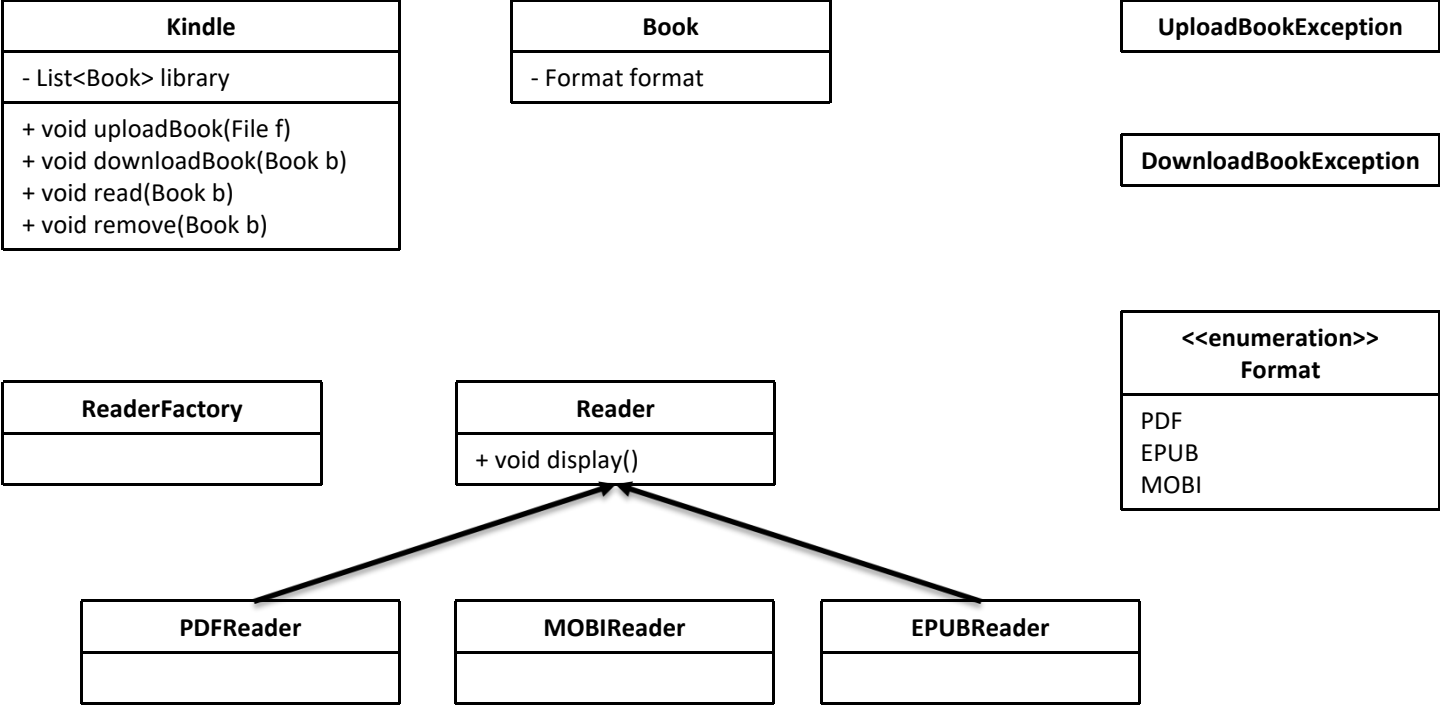 Kindle
- List<Book> library
+ void uploadBook(File f)
+ void downloadBook(Book b)
+ void read(Book b)
+ void remove(Book b)
Book
- Format format
UploadBookException
DownloadBookException
<<enumeration>>
Format
PDF
EPUB
MOBI
ReaderFactory
Reader
+ void display()
PDFReader
MOBIReader
EPUBReader